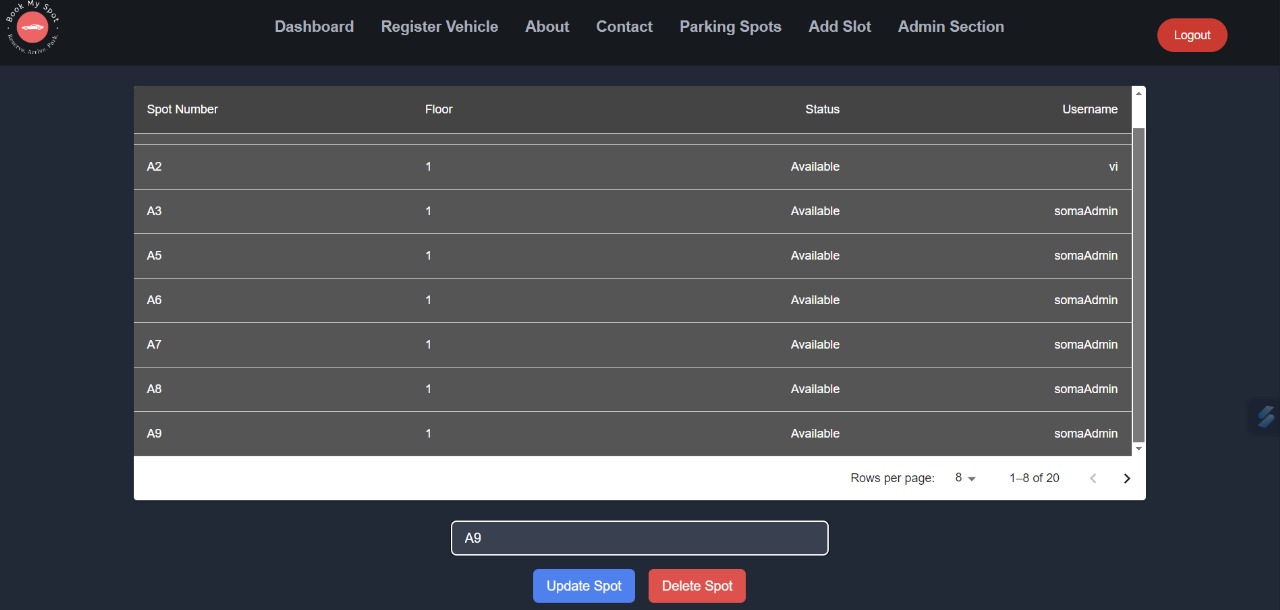 Book My Spot
Reserve. Arrive. Park.
Dashboard Register Vehicle About Contact Parking Spots Add Slot Admin Section Logout
Spot Number Floor Status Username
A2 1 Available vi
A3 1 Available somaAdmin
A5 1 Available somaAdmin
A6 1 Available somaAdmin
A7 1 Available somaAdmin
A8 1 Available somaAdmin
A9 1 Available somaAdmin
Rows per page: 8 1–8 of 20
A9
Update Spot Delete Spot